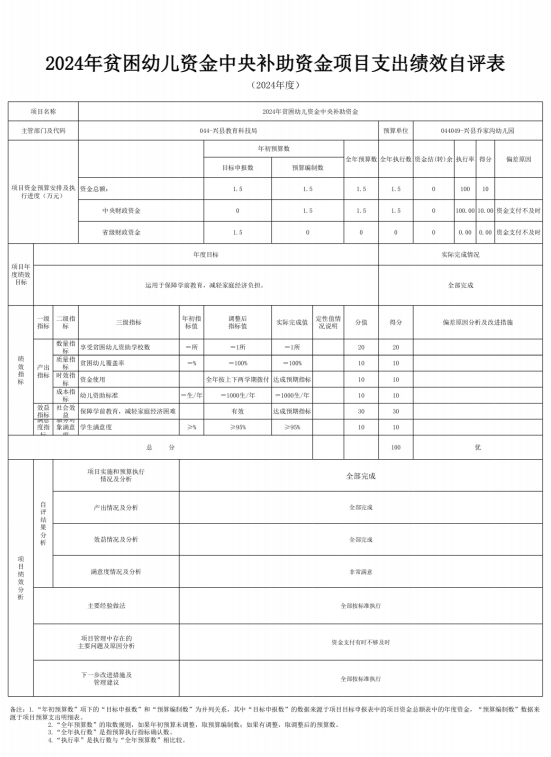 2024年贫困幼儿资金中央补助资金项目支出绩效自评表
（2024年度）
项目名称 2024年贫困幼儿资金中央补助资金
主管部门及代码 044-兴县教育科技局 预算单位 044049-兴县乔家沟幼儿园
项目资金预算安排及执行进度（万元） 年初预算数 全年预算数 全年执行数 资金结(转)余 执行率 得分 偏差原因
目标申报数 预算编制数
资金总额： 1.5 1.5 1.5 1.5 0 100 10
中央财政资金 0 1.5 1.5 1.5 0 100.00 10.00 资金支付不及时
省级财政资金 1.5 0 0 0 0 0.00 0.00 资金支付不及时
项目年度绩效目标 年度目标 实际完成情况
运用于保障学前教育，减轻家庭经济负担。 全部完成
绩效指标 一级指标 二级指标 三级指标 年初指标值 调整后指标值 实际完成值 定性值情况说明 分值 得分 偏差原因分析及改进措施
产出指标 数量指标 享受贫困幼儿资助学校数 ＝所 ＝1所 ＝1所 20 20
质量指标 贫困幼儿覆盖率 ＝% ＝100% ＝100% 10 10
时效指标 资金使用 全年按上下两学期拨付 达成预期指标 10 10
成本指标 幼儿资助标准 ＝生/年 ＝1000生/年 ＝1000生/年 10 10
效益指标 社会效益 保障学前教育，减轻家庭经济困难 有效 达成预期指标 30 30
满意度指标 服务对象满意度 学生满意度 ≥% ≥95% ≥95% 10 10
总 分 100 优
项目绩效分析 自评结果分析 项目实施和预算执行情况及分析 全部完成
产出情况及分析 全部完成
效益情况及分析 全部完成
满意度情况及分析 非常满意
主要经验做法 全部按标准执行
项目管理中存在的主要问题及原因分析 资金支付有时不够及时
下一步改进措施及管理建议 全部按标准执行
备注：1.“年初预算数”项下的“目标申报数”和“预算编制数”为并列关系，其中“目标申报数”的数据来源于项目目标申报表中的项目资金总额表中的年度资金，“预算编制数”数据来
源于项目预算支出明细表。
2.“全年预算数”的取数规则，如果年初预算未调整，取预算编制数；如果有调整，取调整后的预算数。
3.“全年执行数”是指预算执行指标确认数。
4.“执行率”是执行数与“全年预算数”相比较。